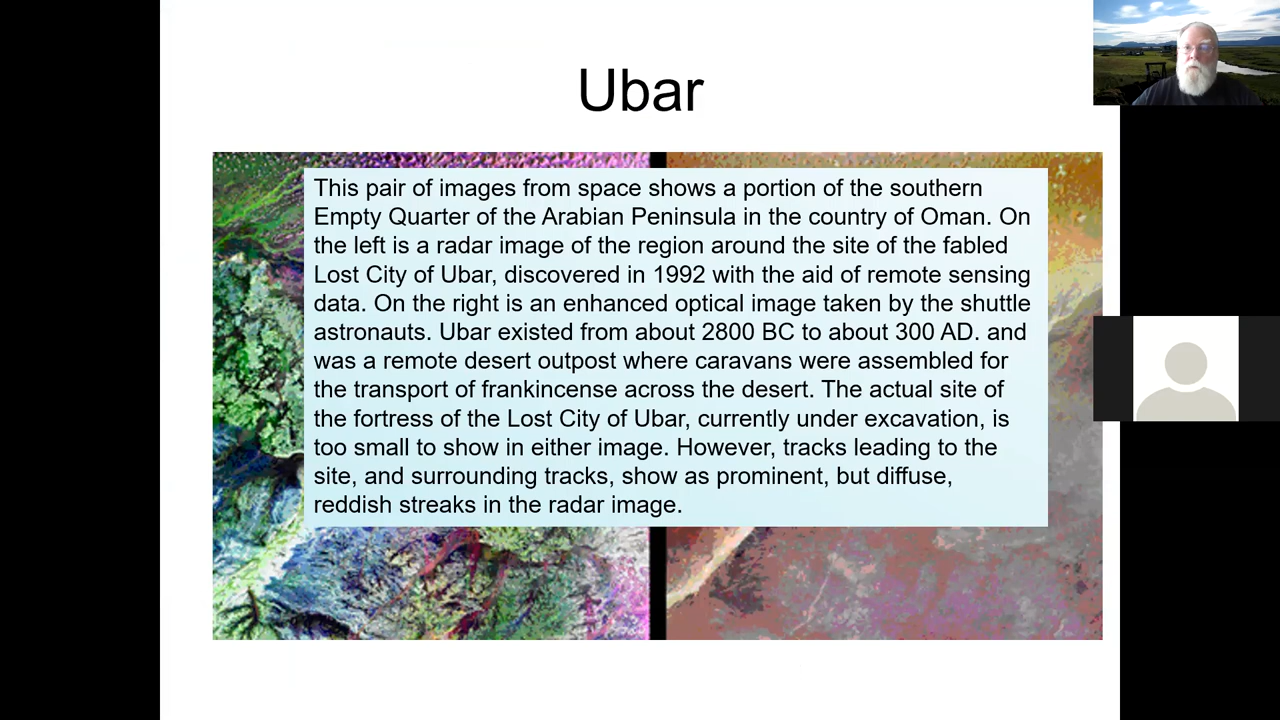 Ubar
This pair of images from space shows a portion of the southern
Empty Quarter of the Arabian Peninsula in the country of Oman. On
the left is a radar image of the region around the site of the fabled
Lost City of Ubar, discovered in 1992 with the aid of remote sensing
data. On the right is an enhanced optical image taken by the shuttle
astronauts. Ubar existed from about 2800 BC to about 300 AD. and
was a remote desert outpost where caravans were assembled for
the transport of frankincense across the desert. The actual site of
the fortress of the Lost City of Ubar, currently under excavation, is
too small to show in either image. However, tracks leading to the
site, and surrounding tracks, show as prominent, but diffuse,
reddish streaks in the radar image.